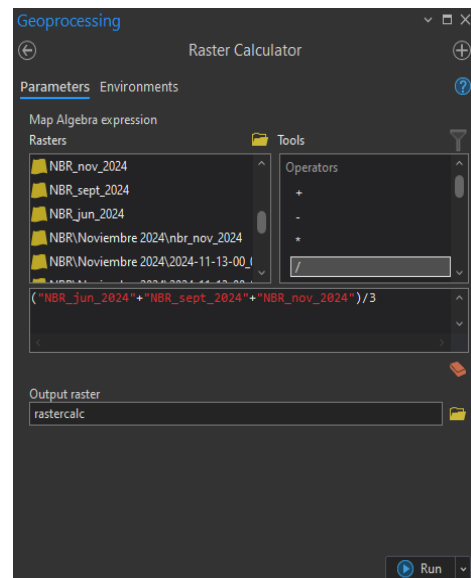 Geoprocessing
Raster Calculator
Parameters Environments
Map Algebra expression
Rasters Tools
NBR_nov_2024
NBR_sept_2024
NBR_jun_2024
NBR\Noviembre 2024\nbr_nov_2024
NBR\Noviembre 2024\2024-11-13-00_
Operators
+
-
*
/
("NBR_jun_2024"+"NBR_sept_2024"+"NBR_nov_2024")/3
Output raster
rastercalc
Run